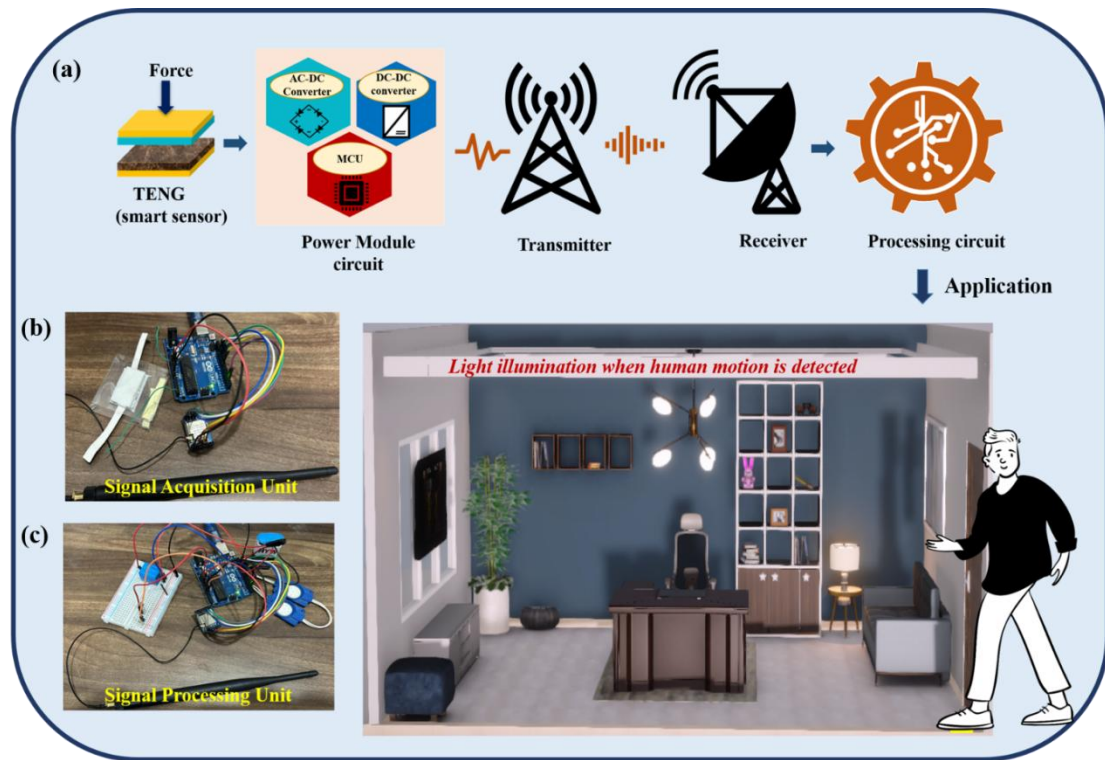 (a)
Force
TENG
(smart sensor)
AC-DC
Converter
DC-DC
converter
MCU
Power Module
circuit
Transmitter
Receiver
Processing circuit
Application
(b)
Signal Acquisition Unit
(c)
Signal Processing Unit
Light illumination when human motion is detected